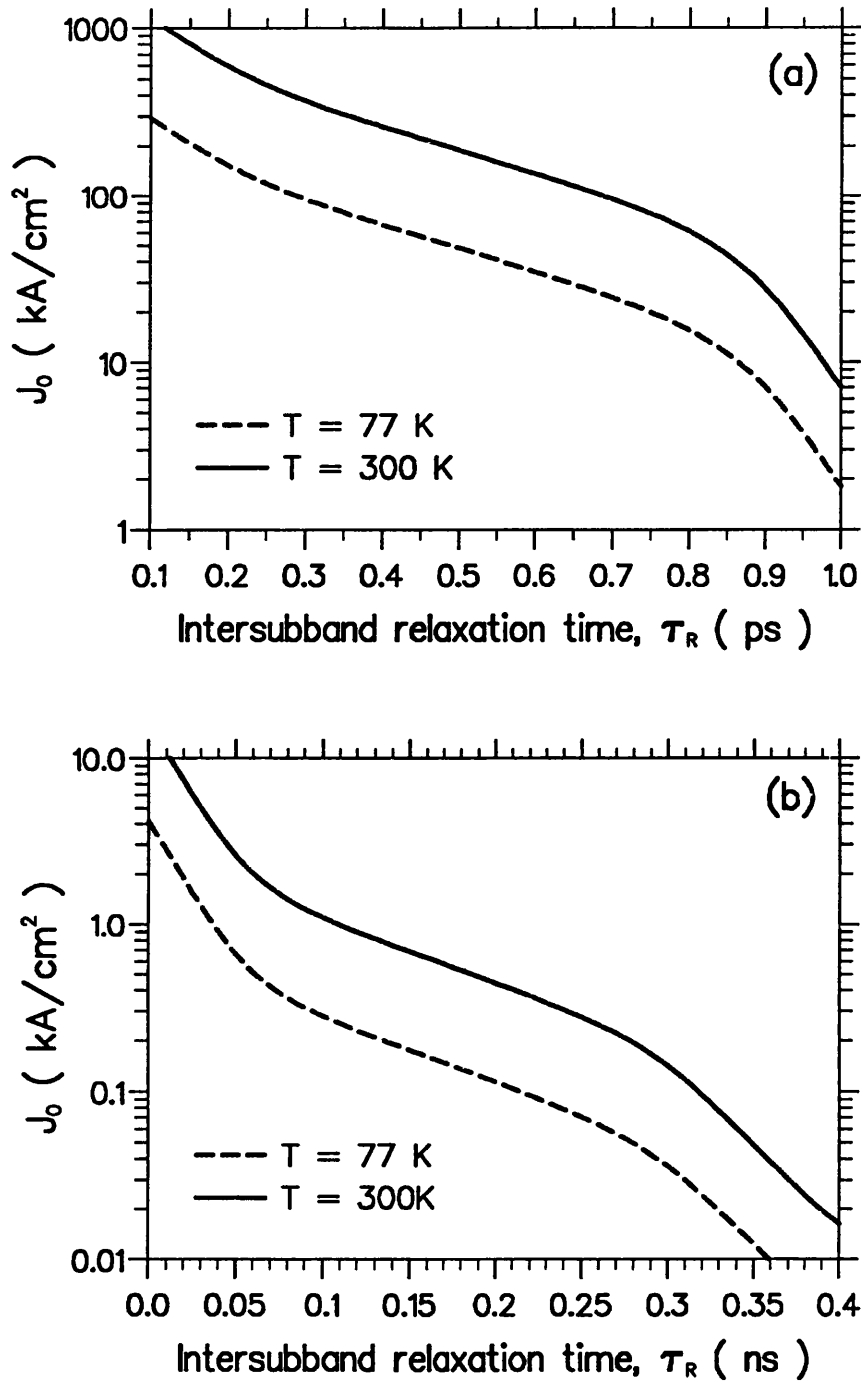 (a)
1000
100
10
1
J₀ ( kA/cm² )
T = 77 K
T = 300 K
0.1 0.2 0.3 0.4 0.5 0.6 0.7 0.8 0.9 1.0
Intersubband relaxation time, τ_R ( ps )
(b)
10.0
1.0
0.1
0.01
J₀ ( kA/cm² )
T = 77 K
T = 300K
0.0 0.05 0.1 0.15 0.2 0.25 0.3 0.35 0.4
Intersubband relaxation time, τ_R ( ns )